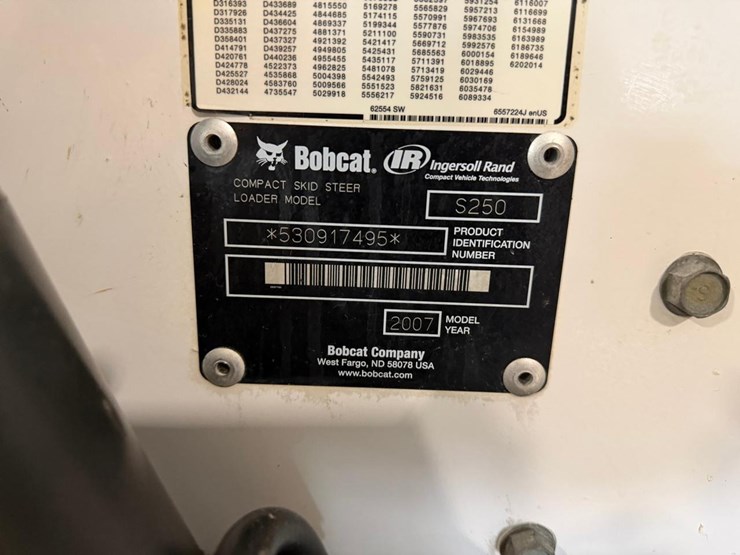 D316393 D433689 4815550 5169278 5565829 5957213 6116699
D317928 D434425 4844685 5174115 5570991 5967693 6131668
D335131 D436604 4869337 5199344 5577876 5974706 6154989
D335883 D437275 4881371 5211100 5590731 5983535 6163989
D358401 D437327 4921392 5421417 5669712 5992576 6186735
D414791 D439257 4949805 5425431 5685563 6000154 6189646
D420761 D440236 4955455 5435117 5711391 6018895 6202014
D424778 4522373 4962825 5481078 5713419 6029446
D425527 4535868 5004398 5542493 5759125 6030169
D428024 4583760 5009566 5551523 5821631 6035478
D432144 4735547 5029918 5556217 5924516 6089334
62554 SW 6557224J enUS
Bobcat® IR Ingersoll Rand
Compact Vehicle Technologies
COMPACT SKID STEER
LOADER MODEL S250
*530917495* PRODUCT
IDENTIFICATION
NUMBER
2007 MODEL
YEAR
Bobcat Company
West Fargo, ND 58078 USA
www.bobcat.com